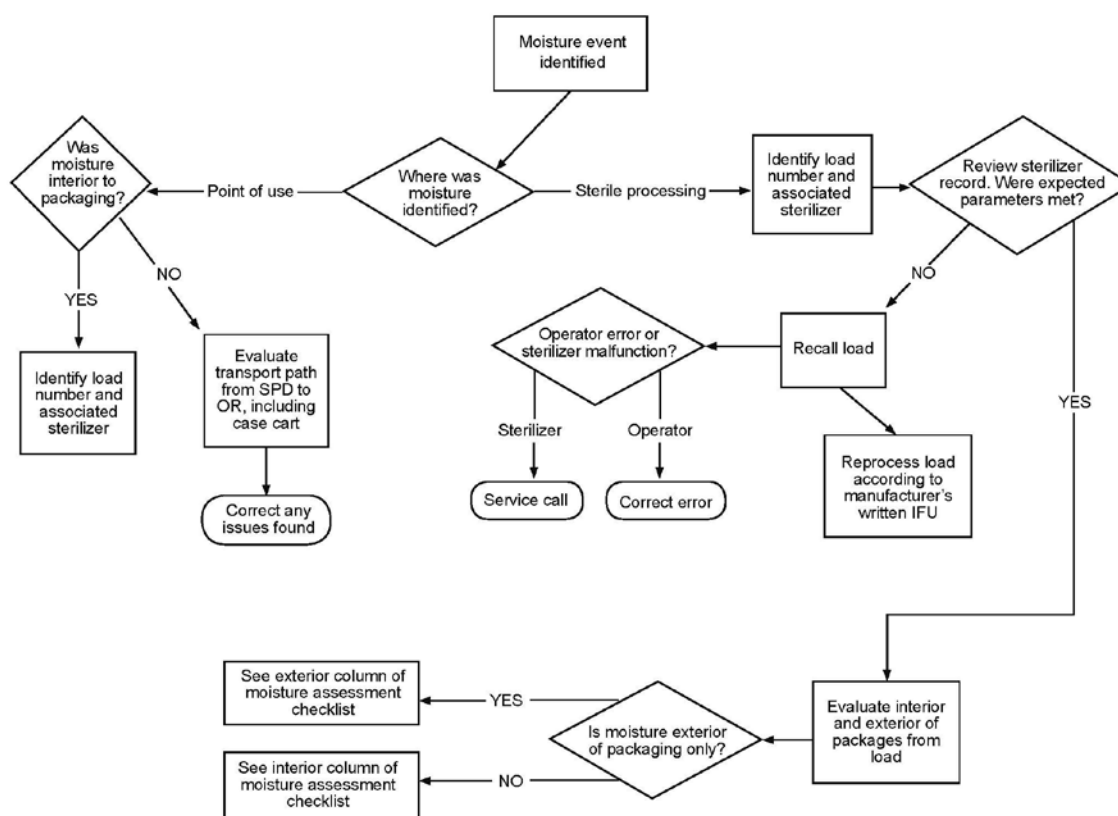 Moisture event
identified
Was
moisture
interior to
packaging?
Point of use
Where was
moisture
identified?
Sterile processing
Identify load
number and
associated
sterilizer
Review sterilizer
record. Were expected
parameters met?
NO
YES
NO
YES
Identify load
number and
associated
sterilizer
Evaluate
transport path
from SPD to
OR, including
case cart
Correct any
issues found
Operator error or
sterilizer malfunction?
Recall load
Sterilizer
Operator
Service call
Correct error
Reprocess load
according to
manufacturer's
written IFU
See exterior column of
moisture assessment
checklist
YES
Is moisture exterior
of packaging only?
Evaluate interior
and exterior of
packages from
load
See interior column of
moisture assessment
checklist
NO